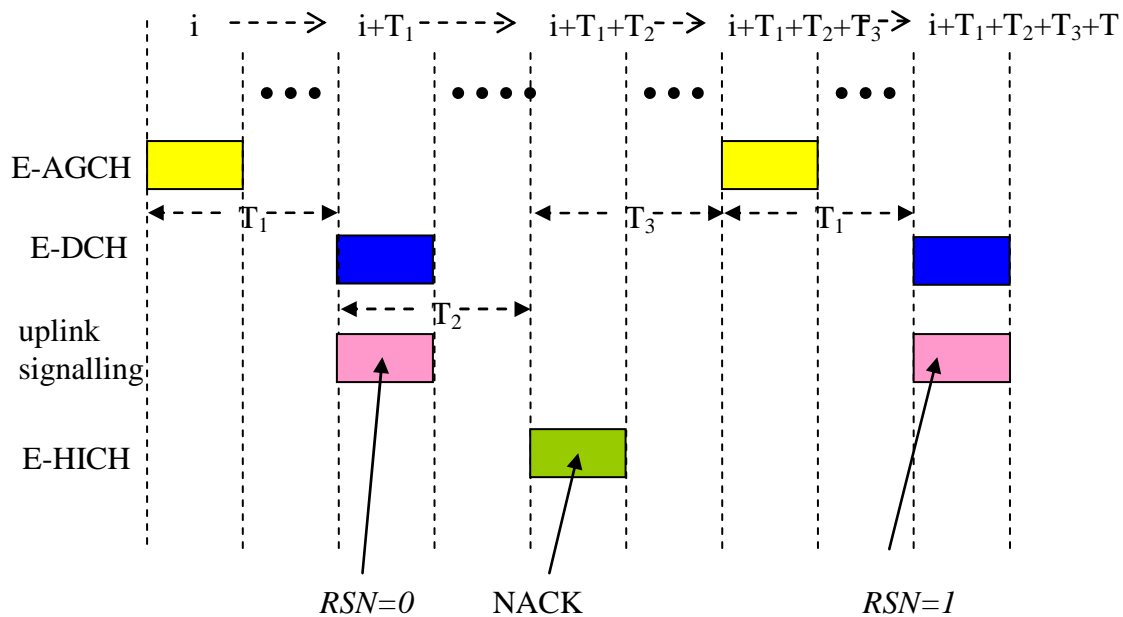 i i+T₁ i+T₁+T₂ i+T₁+T₂+T₃ i+T₁+T₂+T₃+T
E-AGCH
T₁ T₃ T₁
E-DCH
T₂
uplink
signalling
E-HICH
RSN=0 NACK RSN=1